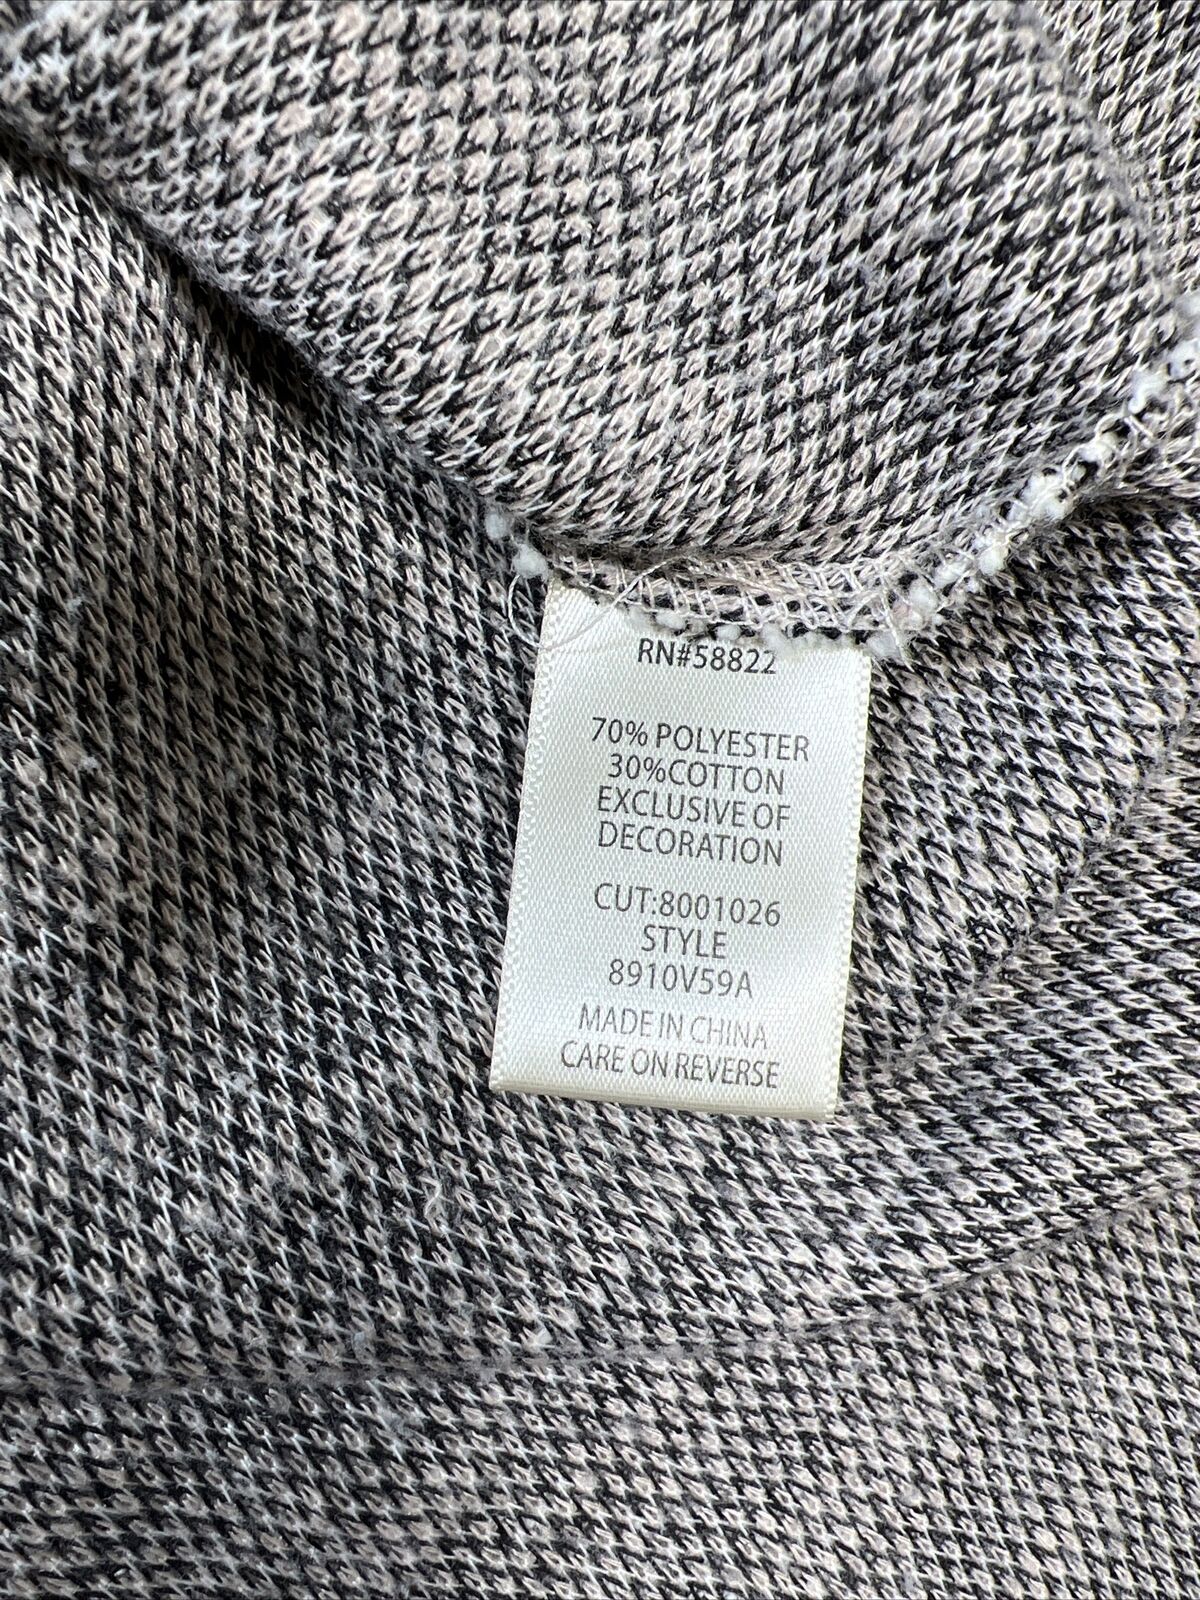 RN#58822
70% POLYESTER
30%COTTON
EXCLUSIVE OF
DECORATION
CUT:8001026
STYLE
8910V59A
MADE IN CHINA
CARE ON REVERSE